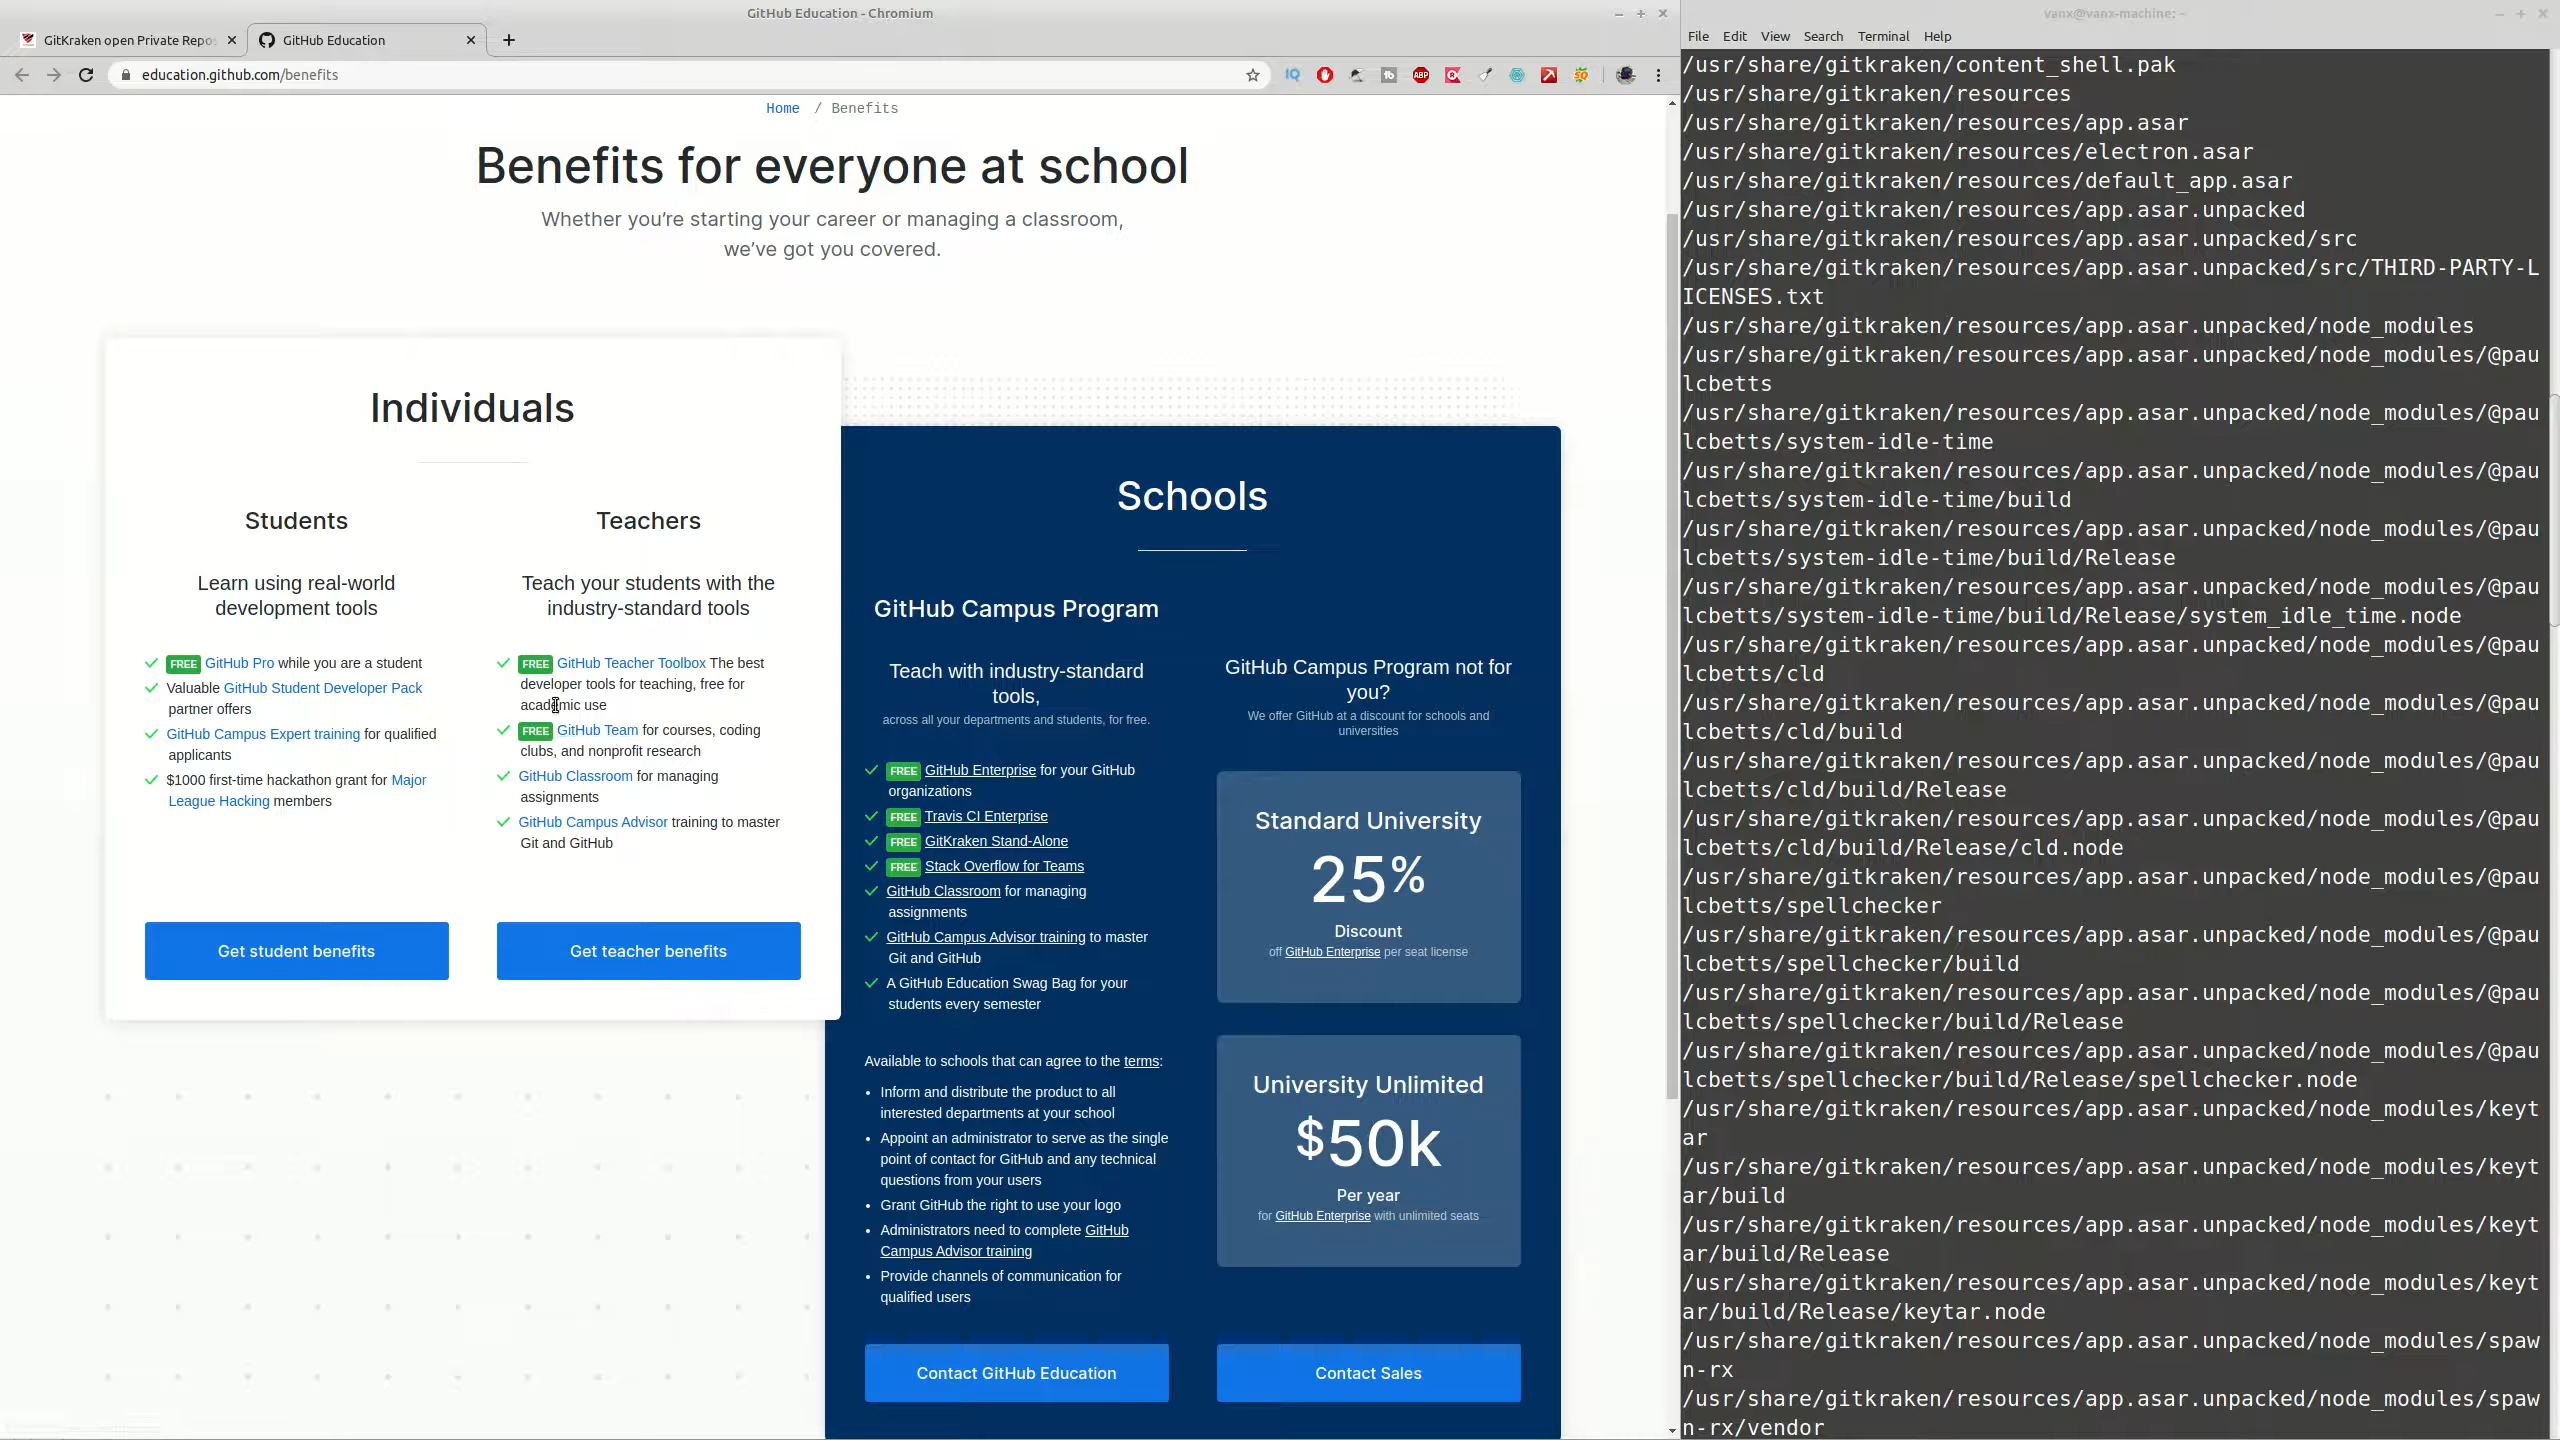 GitHub Education - Chromium
GitKraken open Private Repo
GitHub Education
education.github.com/benefits
Home / Benefits
Benefits for everyone at school
Whether you’re starting your career or managing a classroom,
we’ve got you covered.
Individuals
Students
Learn using real-world
development tools
FREE GitHub Pro while you are a student
Valuable GitHub Student Developer Pack
partner offers
GitHub Campus Expert training for qualified
applicants
$1000 first-time hackathon grant for Major
League Hacking members
Get student benefits
Teachers
Teach your students with the
industry-standard tools
FREE GitHub Teacher Toolbox The best
developer tools for teaching, free for
academic use
FREE GitHub Team for courses, coding
clubs, and nonprofit research
GitHub Classroom for managing
assignments
GitHub Campus Advisor training to master
Git and GitHub
Get teacher benefits
Schools
GitHub Campus Program
Teach with industry-standard
tools,
across all your departments and students, for free.
FREE GitHub Enterprise for your GitHub
organizations
FREE Travis CI Enterprise
FREE GitKraken Stand-Alone
FREE Stack Overflow for Teams
GitHub Classroom for managing
assignments
GitHub Campus Advisor training to master
Git and GitHub
A GitHub Education Swag Bag for your
students every semester
Available to schools that can agree to the terms:
Inform and distribute the product to all
interested departments at your school
Appoint an administrator to serve as the single
point of contact for GitHub and any technical
questions from your users
Grant GitHub the right to use your logo
Administrators need to complete GitHub
Campus Advisor training
Provide channels of communication for
qualified users
Contact GitHub Education
GitHub Campus Program not for
you?
We offer GitHub at a discount for schools and
universities
Standard University
25%
Discount
off GitHub Enterprise per seat license
University Unlimited
$50k
Per year
for GitHub Enterprise with unlimited seats
Contact Sales
vanx@vanx-machine: ~
File Edit View Search Terminal Help
/usr/share/gitkraken/content_shell.pak
/usr/share/gitkraken/resources
/usr/share/gitkraken/resources/app.asar
/usr/share/gitkraken/resources/electron.asar
/usr/share/gitkraken/resources/default_app.asar
/usr/share/gitkraken/resources/app.asar.unpacked
/usr/share/gitkraken/resources/app.asar.unpacked/src
/usr/share/gitkraken/resources/app.asar.unpacked/src/THIRD-PARTY-L
ICENSES.txt
/usr/share/gitkraken/resources/app.asar.unpacked/node_modules
/usr/share/gitkraken/resources/app.asar.unpacked/node_modules/@pau
lcbetts
/usr/share/gitkraken/resources/app.asar.unpacked/node_modules/@pau
lcbetts/system-idle-time
/usr/share/gitkraken/resources/app.asar.unpacked/node_modules/@pau
lcbetts/system-idle-time/build
/usr/share/gitkraken/resources/app.asar.unpacked/node_modules/@pau
lcbetts/system-idle-time/build/Release
/usr/share/gitkraken/resources/app.asar.unpacked/node_modules/@pau
lcbetts/system-idle-time/build/Release/system_idle_time.node
/usr/share/gitkraken/resources/app.asar.unpacked/node_modules/@pau
lcbetts/cld
/usr/share/gitkraken/resources/app.asar.unpacked/node_modules/@pau
lcbetts/cld/build
/usr/share/gitkraken/resources/app.asar.unpacked/node_modules/@pau
lcbetts/cld/build/Release
/usr/share/gitkraken/resources/app.asar.unpacked/node_modules/@pau
lcbetts/cld/build/Release/cld.node
/usr/share/gitkraken/resources/app.asar.unpacked/node_modules/@pau
lcbetts/spellchecker
/usr/share/gitkraken/resources/app.asar.unpacked/node_modules/@pau
lcbetts/spellchecker/build
/usr/share/gitkraken/resources/app.asar.unpacked/node_modules/@pau
lcbetts/spellchecker/build/Release
/usr/share/gitkraken/resources/app.asar.unpacked/node_modules/@pau
lcbetts/spellchecker/build/Release/spellchecker.node
/usr/share/gitkraken/resources/app.asar.unpacked/node_modules/keyt
ar
/usr/share/gitkraken/resources/app.asar.unpacked/node_modules/keyt
ar/build
/usr/share/gitkraken/resources/app.asar.unpacked/node_modules/keyt
ar/build/Release
/usr/share/gitkraken/resources/app.asar.unpacked/node_modules/keyt
ar/build/Release/keytar.node
/usr/share/gitkraken/resources/app.asar.unpacked/node_modules/spaw
n-rx
/usr/share/gitkraken/resources/app.asar.unpacked/node_modules/spaw
n-rx/vendor